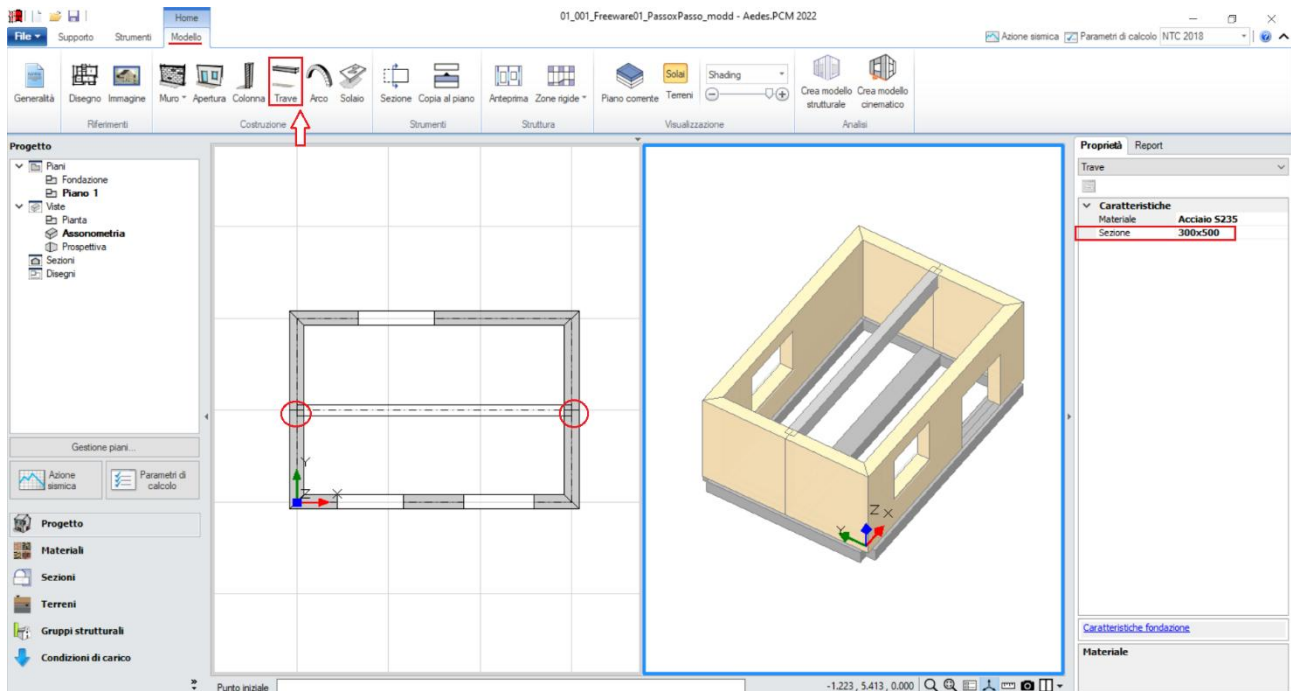 Home
01_001_Freeware01_PassoxPasso_modd - Aedes.PCM 2022
File Supporto Strumenti Modello
Azione sismica Parametri di calcolo NTC 2018
Generalità Disegno Immagine Muro Apertura Colonna Trave Arco Solaio Sezione Copia al piano Anteprima Zone rigide Piano corrente Solai Terreni Shading Crea modello strutturale Crea modello cinematico
Riferimenti Costruzione Strumenti Struttura Visualizzazione Analisi
Progetto
Piani
Fondazione
Piano 1
Viste
Pianta
Assonometria
Prospettiva
Sezioni
Disegni
Gestione piani...
Azione sismica
Parametri di calcolo
Progetto
Materiali
Sezioni
Terreni
Gruppi strutturali
Condizioni di carico
Y
Z X
Z X
Y
Proprietà Report
Trave
Caratteristiche
Materiale Acciaio S235
Sezione 300x500
Caratteristiche fondazione
Materiale
Punto iniziale
-1.223 , 5.413 , 0.000